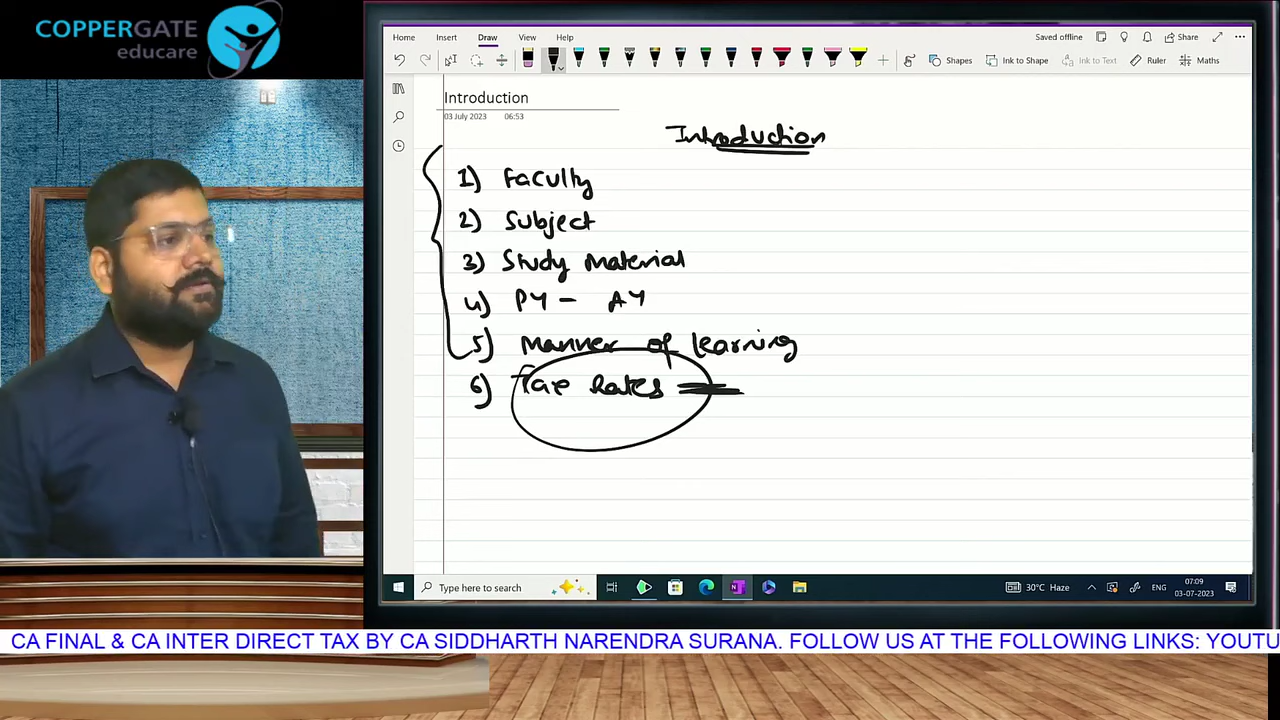 COPPERGATE
educare
Home Insert Draw View Help
Saved offline
Share
Shapes
Ink to Shape
Ink to Text
Ruler
Maths
Introduction
03 July 2023 06:53
Introduction
1) Faculty
2) Subject
3) Study Material
4) PY - AY
5) Manner of learning
6) Tax Rates
Type here to search
30°C Haze
ENG
07:09
03-07-2023
CA FINAL & CA INTER DIRECT TAX BY CA SIDDHARTH NARENDRA SURANA. FOLLOW US AT THE FOLLOWING LINKS: YOUTU